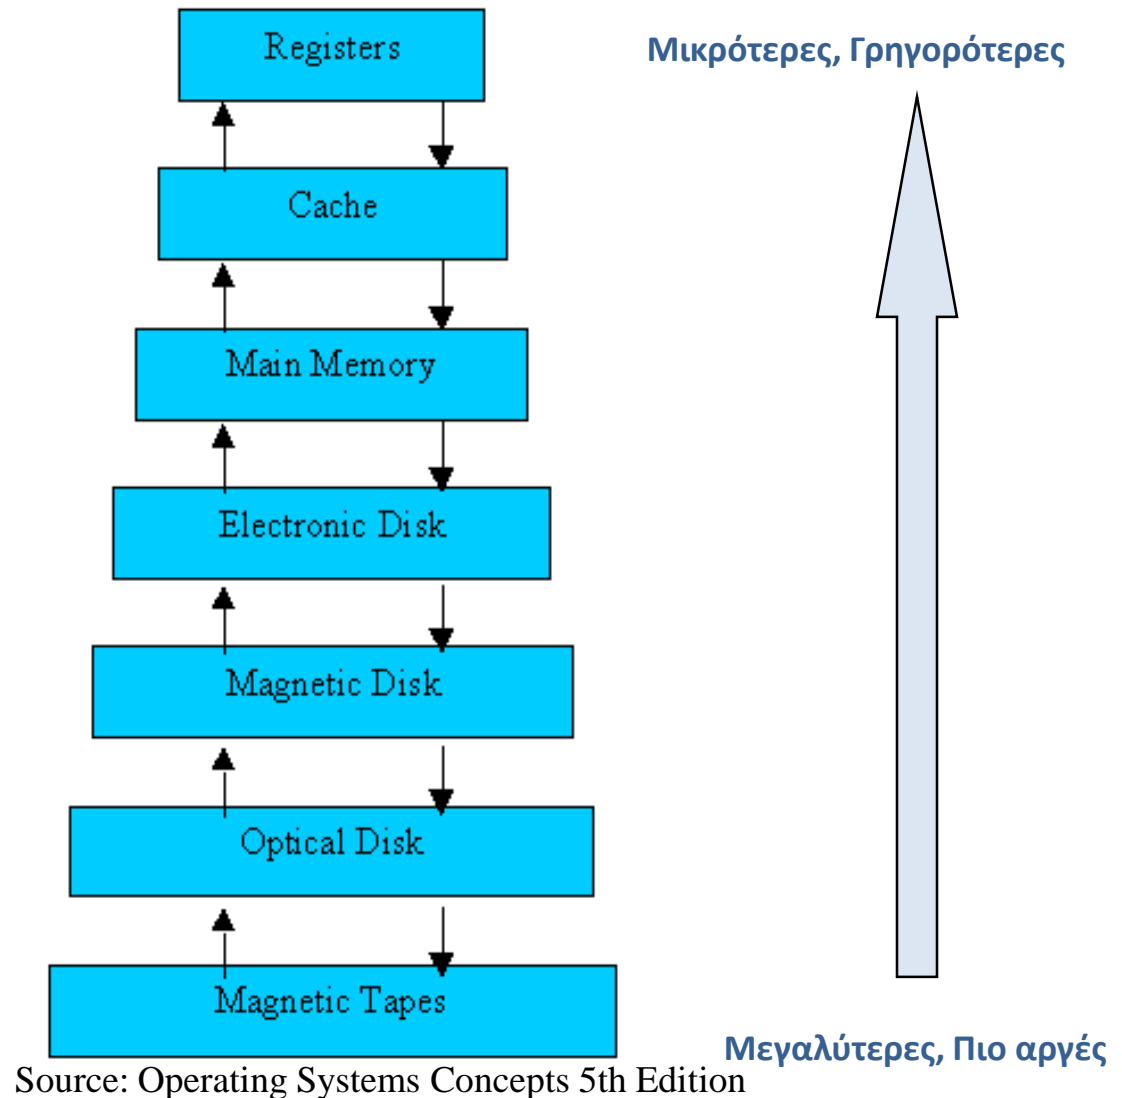 Registers
Μικρότερες, Γρηγορότερες
Cache
Main Memory
Electronic Disk
Magnetic Disk
Optical Disk
Magnetic Tapes
Μεγαλύτερες, Πιο αργές
Source: Operating Systems Concepts 5th Edition